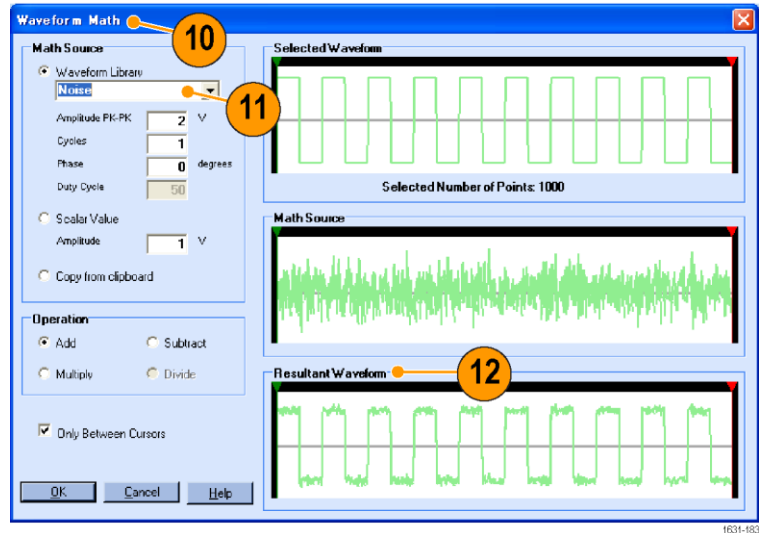 Waveform Math
10
Math Source
Waveform Library
Noise
11
Amplitude PK-PK 2 V
Cycles 1
Phase 0 degrees
Duty Cycle 50
Scalar Value
Amplitude 1 V
Copy from clipboard
Operation
Add Subtract
Multiply Divide
Only Between Cursors
OK Cancel Help
Selected Waveform
Selected Number of Points: 1000
Math Source
Resultant Waveform
12
1631-183